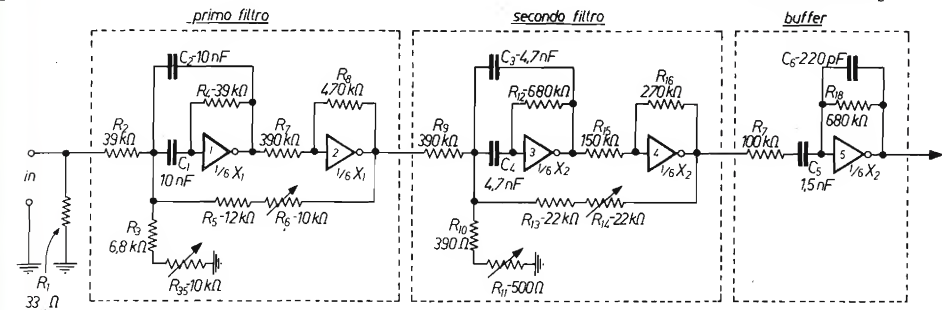 primo filtro
secondo filtro
buffer
C2-10nF
R4-39kΩ
R8
4,70kΩ
R2
39kΩ
C1
10nF
1
1/6 X1
R7
390kΩ
2
1/6 X1
R5-12kΩ
R6-10kΩ
R3
6,8kΩ
R35-10kΩ
in
R1
33 Ω
C3-4,7nF
R12-680kΩ
R16
270kΩ
R9
390kΩ
C4
4,7nF
3
1/6 X2
R15
150kΩ
4
1/6 X2
R13-22kΩ
R14-22kΩ
R10
390Ω
R11-500Ω
C6-220pF
R18
680kΩ
R7
100kΩ
C5
1,5nF
5
1/6 X2